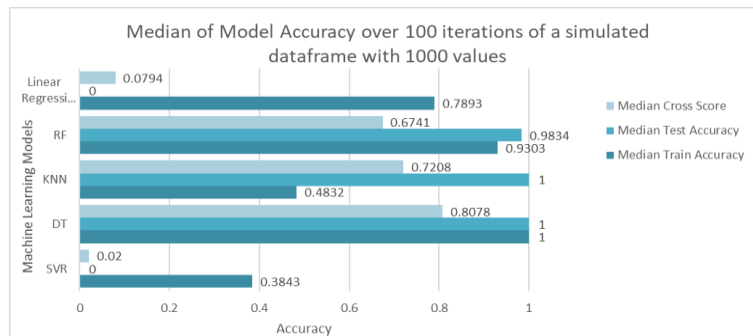 Median of Model Accuracy over 100 iterations of a simulated
dataframe with 1000 values
Machine Learning Models
Linear
Regressi...
RF
KNN
DT
SVR
0.0794
0
0.7893
0.6741
0.9834
0.9303
0.7208
1
0.4832
0.8078
1
1
0.02
0
0.3843
0
0.2
0.4
0.6
0.8
1
Accuracy
Median Cross Score
Median Test Accuracy
Median Train Accuracy